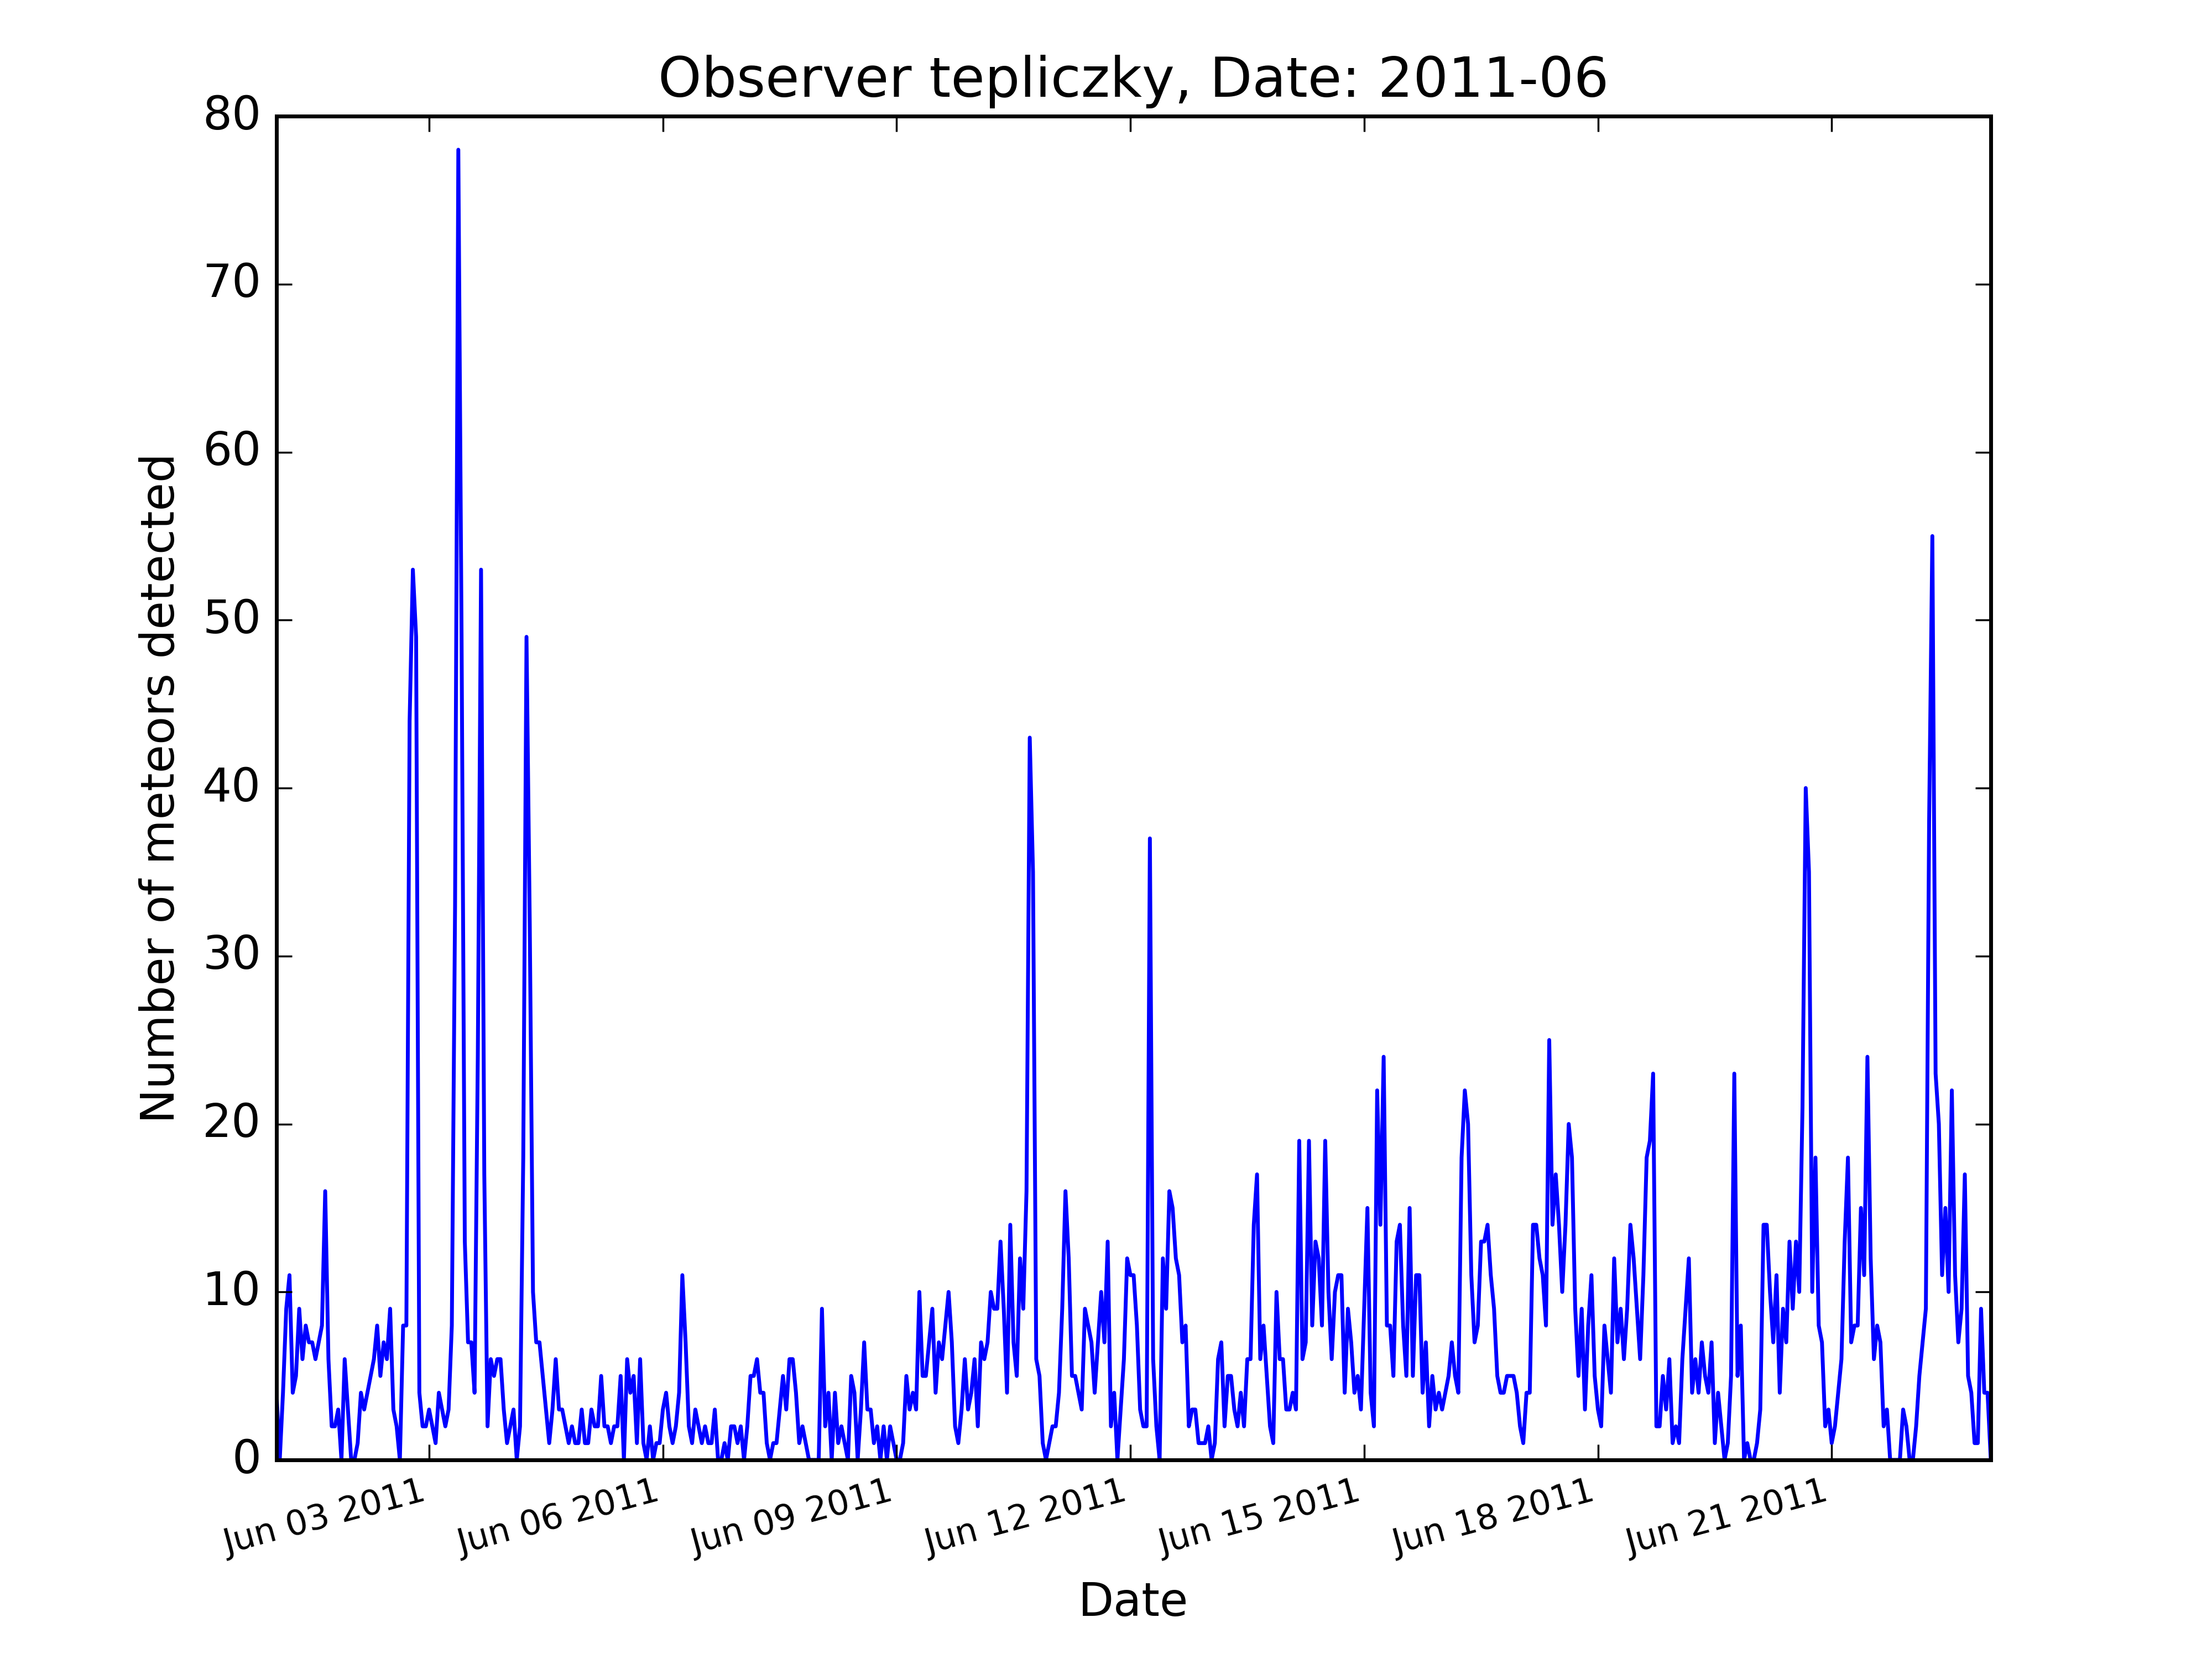 Observer tepliczky, Date: 2011-06
80
70
60
50
40
30
20
10
0
Number of meteors detected
Jun 03 2011
Jun 06 2011
Jun 09 2011
Jun 12 2011
Jun 15 2011
Jun 18 2011
Jun 21 2011
Date